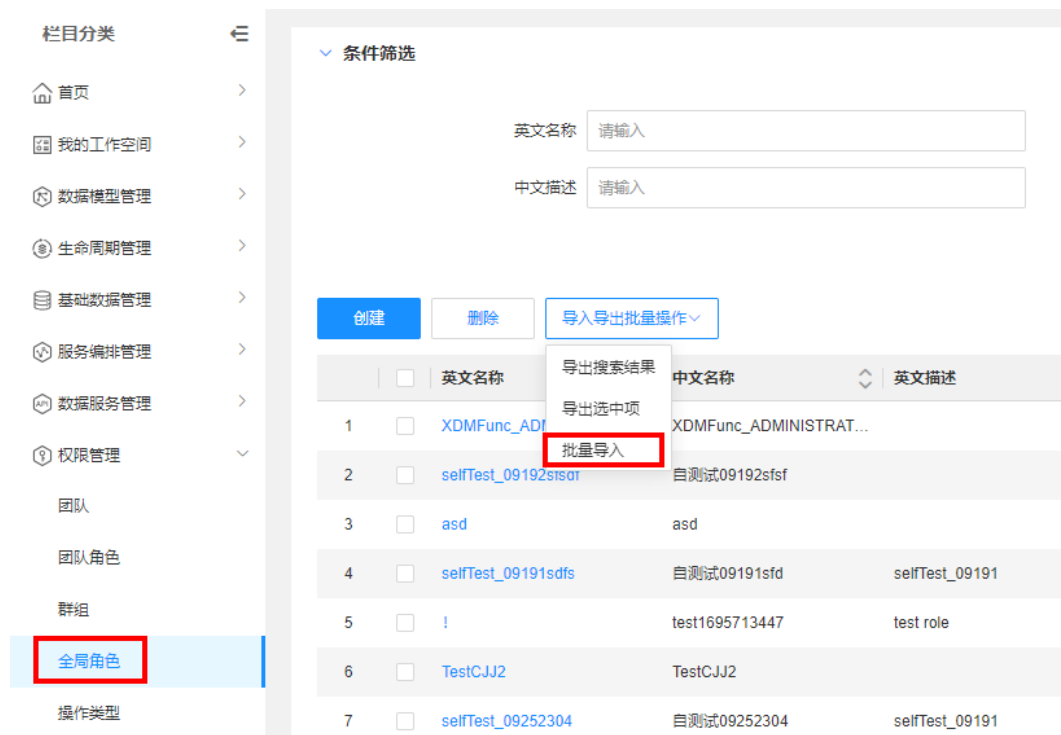 栏目分类
首页
我的工作空间
数据模型管理
生命周期管理
基础数据管理
服务编排管理
API 数据服务管理
权限管理
团队
团队角色
群组
全局角色
操作类型
条件筛选
英文名称 请输入
中文描述 请输入
创建 删除 导入导出批量操作
导出搜索结果
导出选中项
批量导入
英文名称 中文名称 英文描述
1 XDMFunc_ADM XDMFunc_ADMINISTRAT...
2 selfTest_09192sfsdf 自测试09192sfsf
3 asd asd
4 selfTest_09191sdfs 自测试09191sfd selfTest_09191
5 ! test1695713447 test role
6 TestCJJ2 TestCJJ2
7 selfTest_09252304 自测试09252304 selfTest_09191